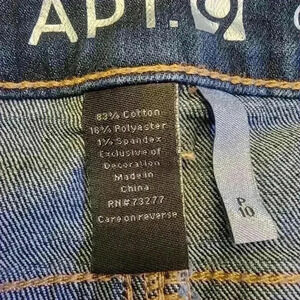 APT. 9
83% Cotton
16% Polyester
1% Spandex
Exclusive of
Decoration
Made in
China
RN# 73277
Care on reverse
P
10